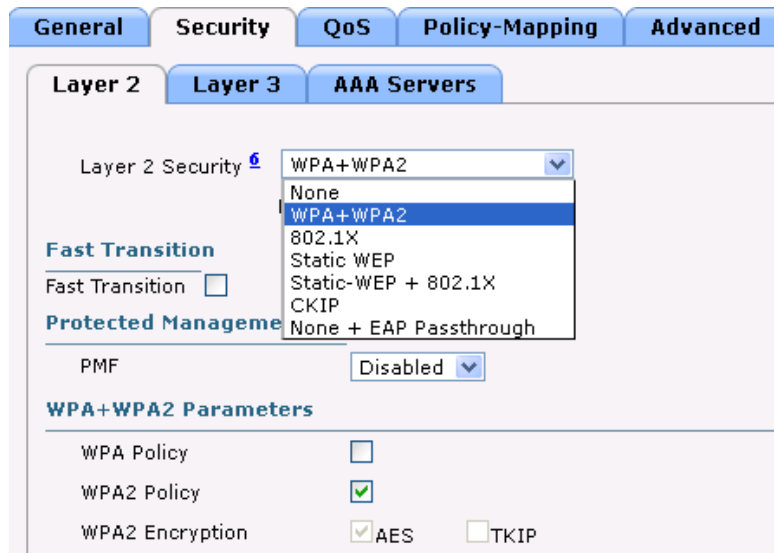 General Security QoS Policy-Mapping Advanced
Layer 2 Layer 3 AAA Servers
Layer 2 Security 6 WPA+WPA2
None
WPA+WPA2
802.1X
Static WEP
Static-WEP + 802.1X
CKIP
None + EAP Passthrough
Fast Transition
Fast Transition
Protected Manageme
PMF Disabled
WPA+WPA2 Parameters
WPA Policy
WPA2 Policy
WPA2 Encryption AES TKIP